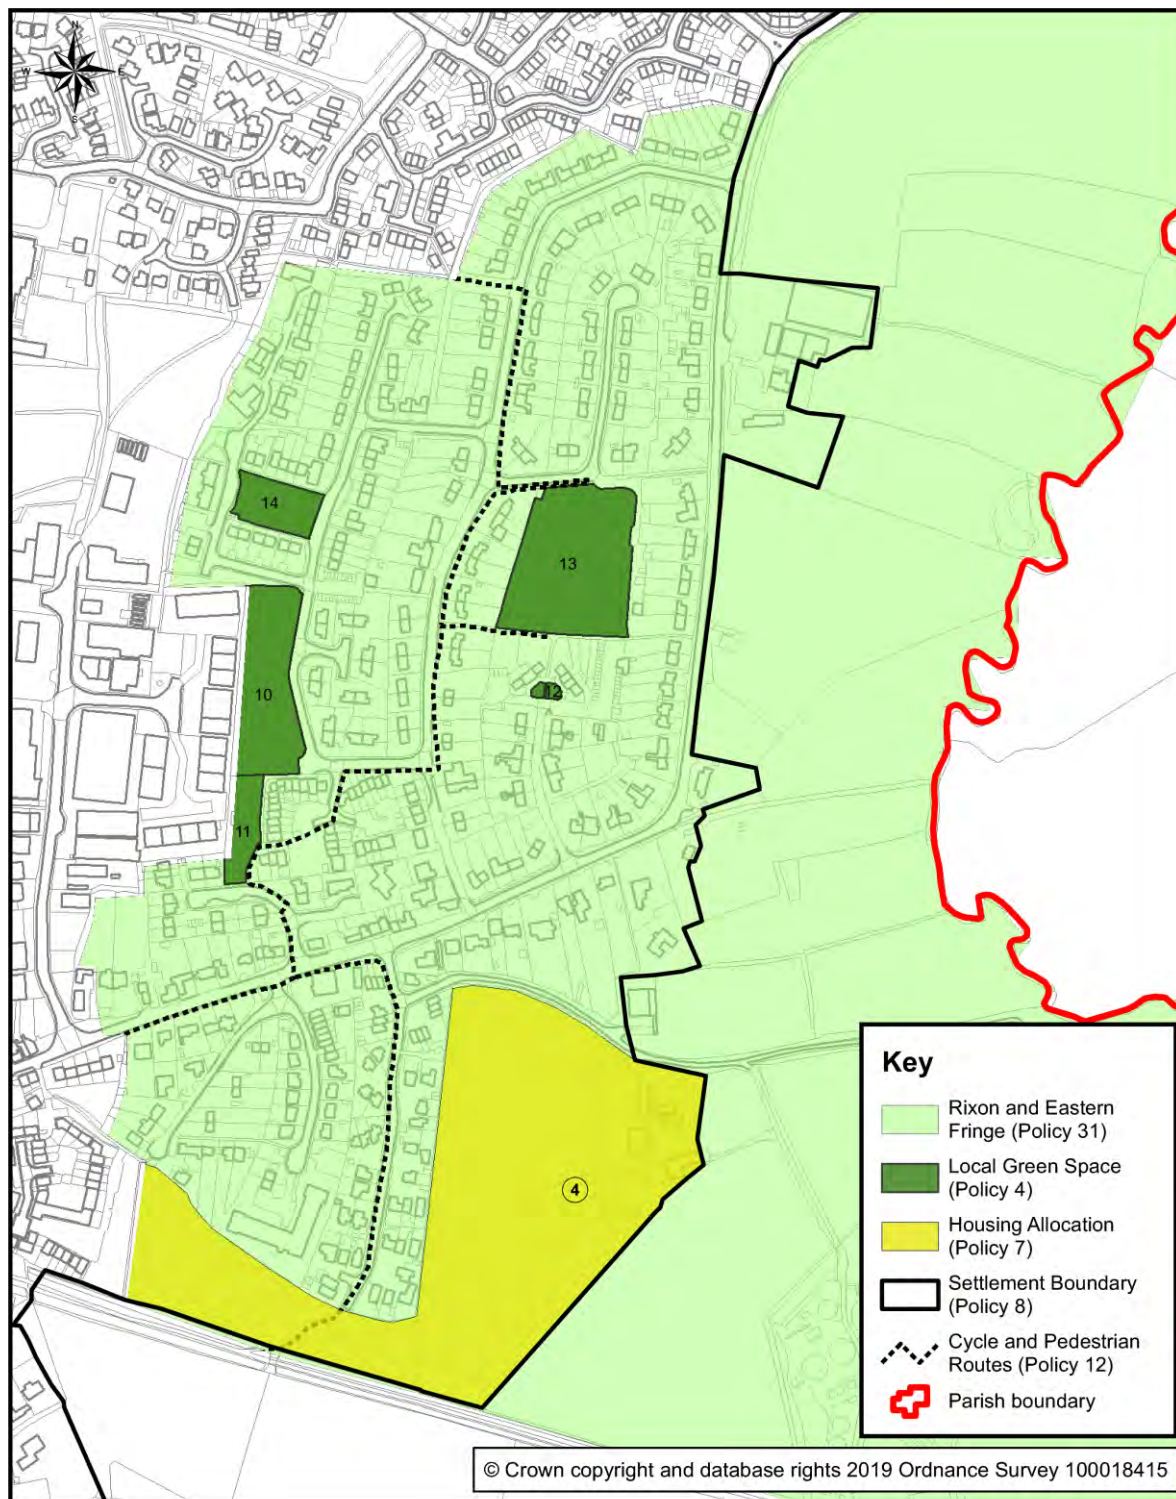 N
W E
S
14
13
12
10
11
4
Key
Rixon and Eastern
Fringe (Policy 31)
Local Green Space
(Policy 4)
Housing Allocation
(Policy 7)
Settlement Boundary
(Policy 8)
Cycle and Pedestrian
Routes (Policy 12)
Parish boundary
© Crown copyright and database rights 2019 Ordnance Survey 100018415